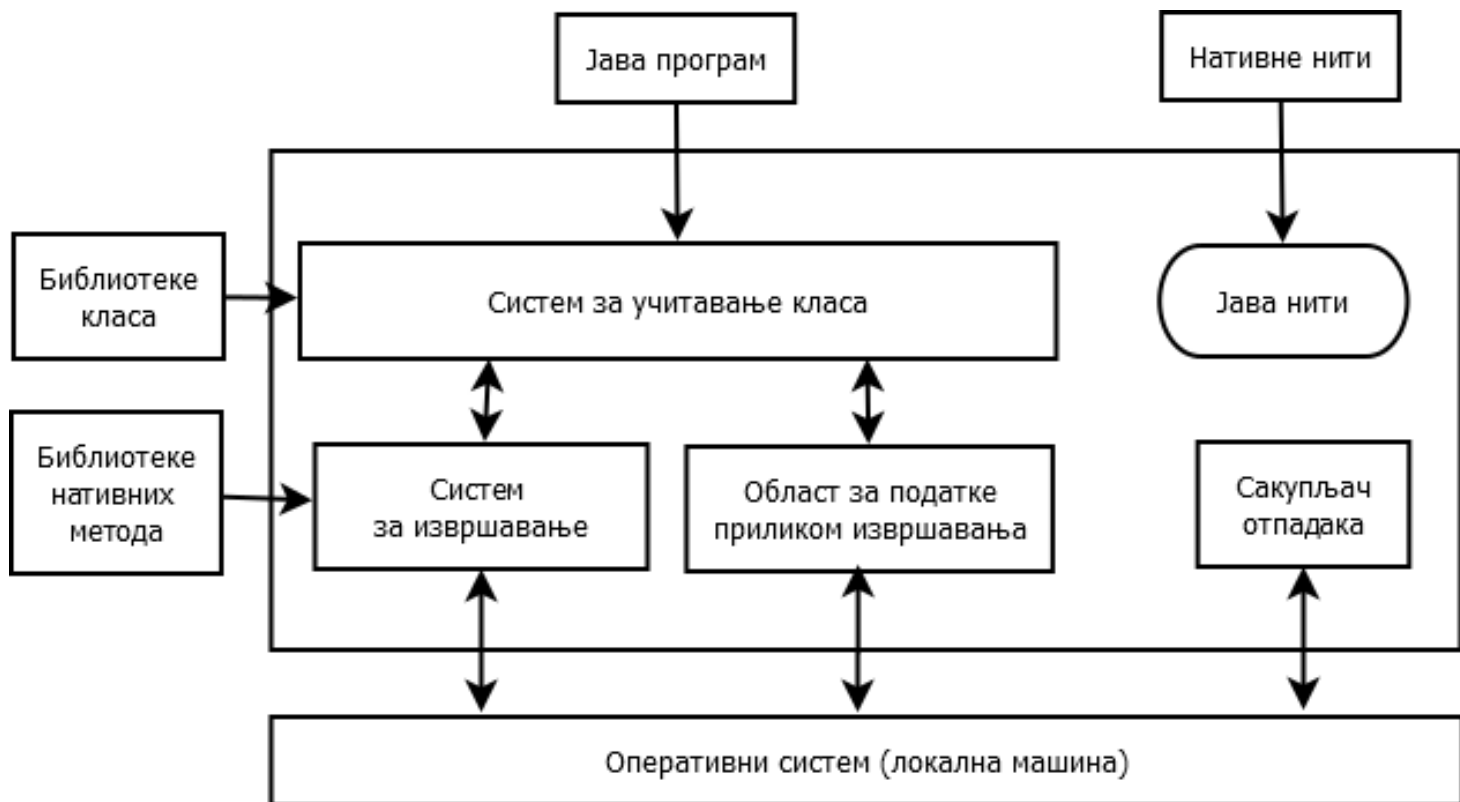 Јава програм
Нативне нити
Библиотеке
класа
Систем за учитавање класа
Јава нити
Библиотеке
нативних
метода
Систем
за извршавање
Област за податке
приликом извршавања
Сакупљач
отпадака
Оперативни систем (локална машина)